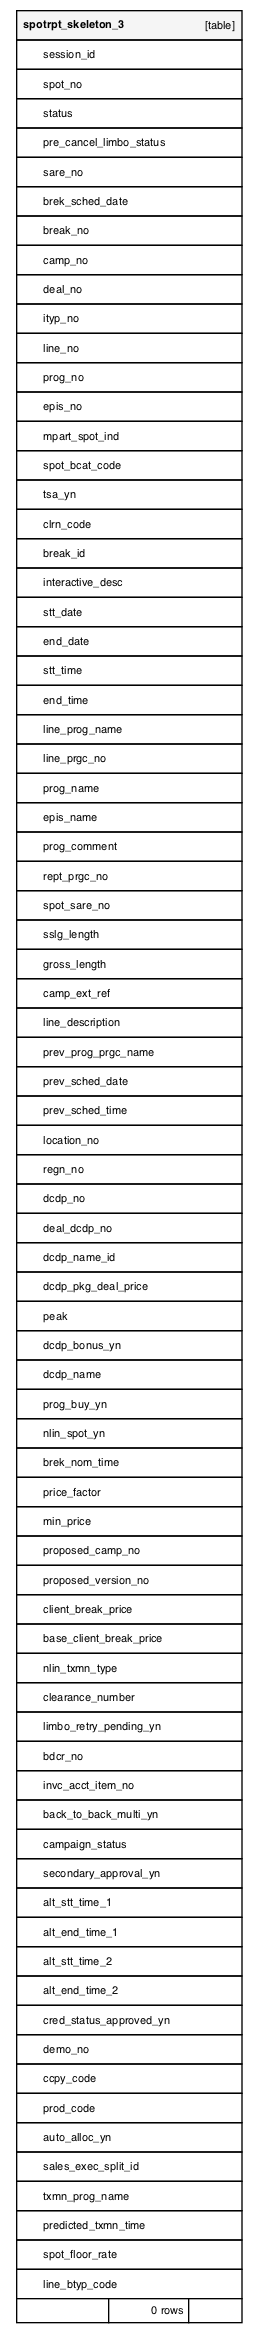 spotrpt_skeleton_3 [table]
session_id
spot_no
status
pre_cancel_limbo_status
sare_no
brek_sched_date
break_no
camp_no
deal_no
ityp_no
line_no
prog_no
epis_no
mpart_spot_ind
spot_bcat_code
tsa_yn
clrn_code
break_id
interactive_desc
stt_date
end_date
stt_time
end_time
line_prog_name
line_prgc_no
prog_name
epis_name
prog_comment
rept_prgc_no
spot_sare_no
sslg_length
gross_length
camp_ext_ref
line_description
prev_prog_prgc_name
prev_sched_date
prev_sched_time
location_no
regn_no
dcdp_no
deal_dcdp_no
dcdp_name_id
dcdp_pkg_deal_price
peak
dcdp_bonus_yn
dcdp_name
prog_buy_yn
nlin_spot_yn
brek_nom_time
price_factor
min_price
proposed_camp_no
proposed_version_no
client_break_price
base_client_break_price
nlin_txmn_type
clearance_number
limbo_retry_pending_yn
bdcr_no
invc_acct_item_no
back_to_back_multi_yn
campaign_status
secondary_approval_yn
alt_stt_time_1
alt_end_time_1
alt_stt_time_2
alt_end_time_2
cred_status_approved_yn
demo_no
ccpy_code
prod_code
auto_alloc_yn
sales_exec_split_id
txmn_prog_name
predicted_txmn_time
spot_floor_rate
line_btyp_code
0 rows